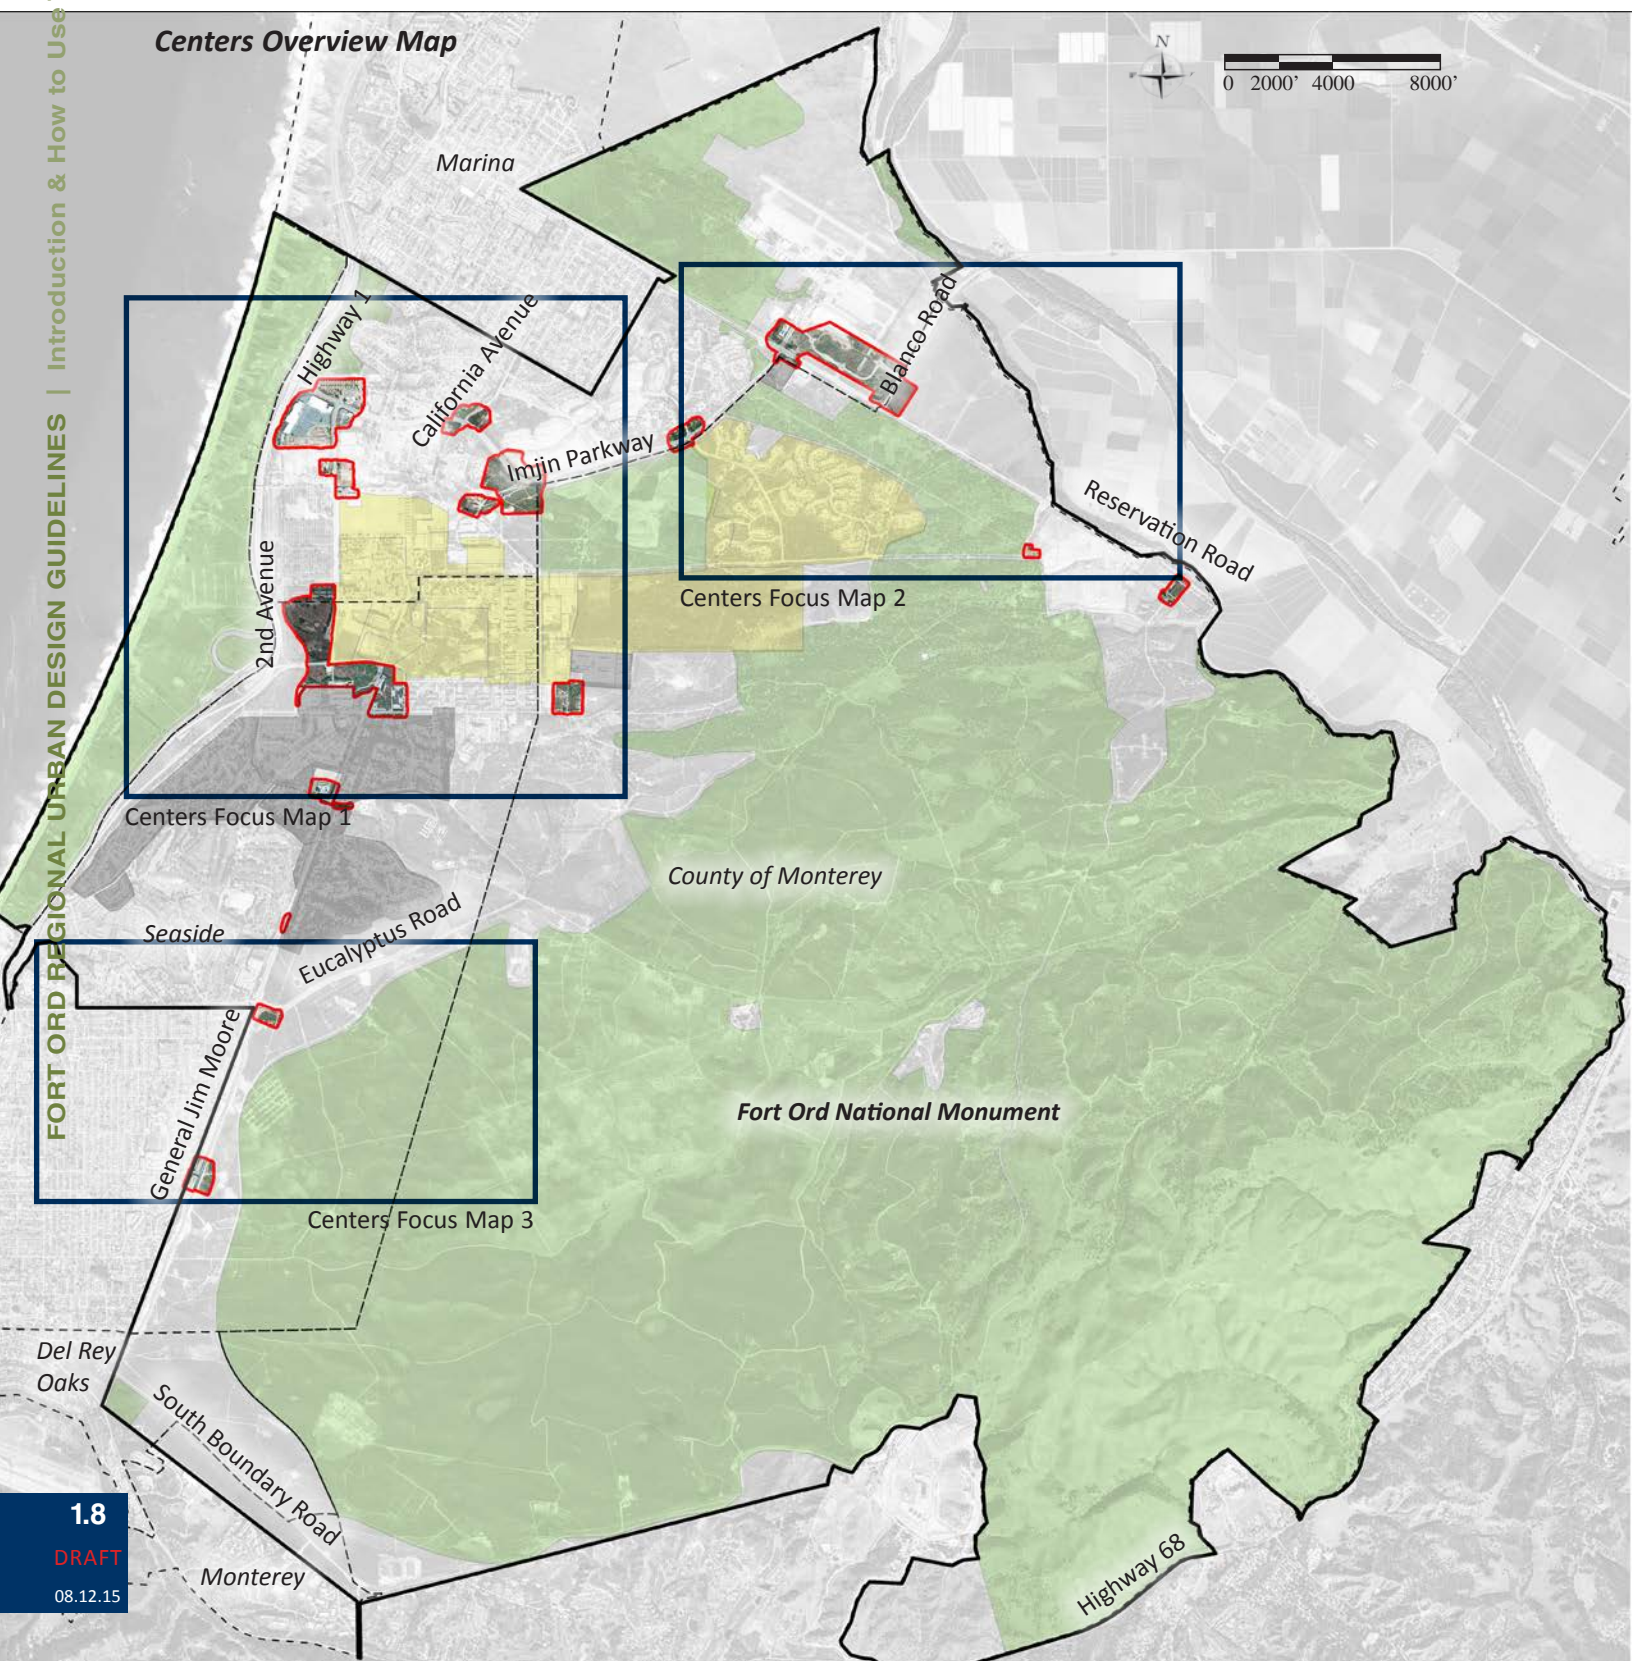 Centers Overview Map
N
0 2000’ 4000 8000’
FORT ORD REGIONAL URBAN DESIGN GUIDELINES | Introduction & How to Use
Marina
Highway 1
California Avenue
Blanco Road
Imjin Parkway
Reservation Road
2nd Avenue
Centers Focus Map 2
Centers Focus Map 1
County of Monterey
Seaside
Eucalyptus Road
General Jim Moore
Fort Ord National Monument
Centers Focus Map 3
Del Rey
Oaks
South Boundary Road
Monterey
Highway 68
1.8
DRAFT
08.12.15